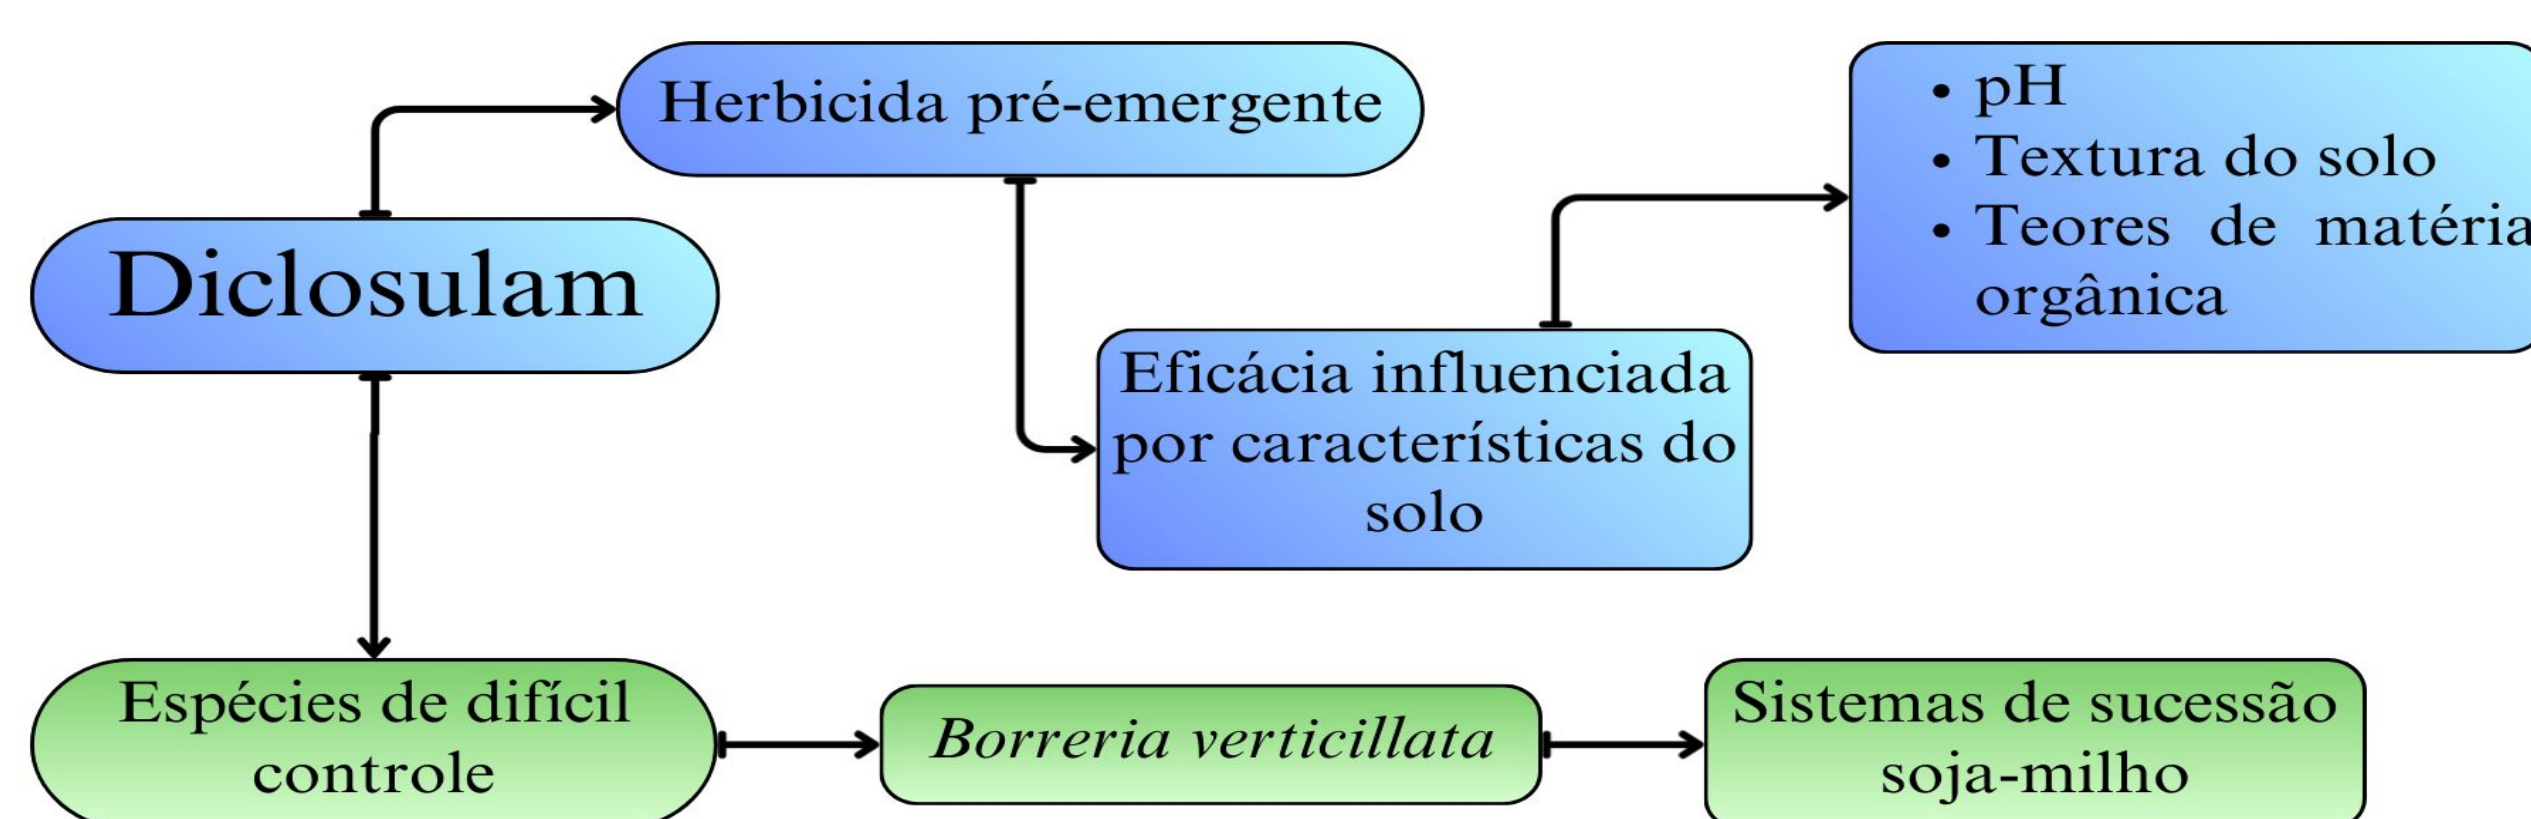 Herbicida pré-emergente
• pH
• Textura do solo
• Teores de matéria
orgânica
Diclosulam
Eficácia influenciada
por características do
solo
Espécies de difícil
controle
Borreria verticillata
Sistemas de sucessão
soja-milho